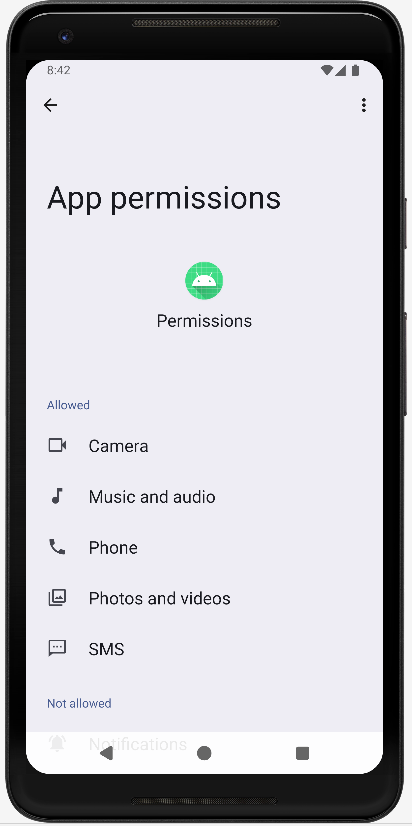 8:42
App permissions
Permissions
Allowed
Camera
Music and audio
Phone
Photos and videos
SMS
Not allowed
Notifications